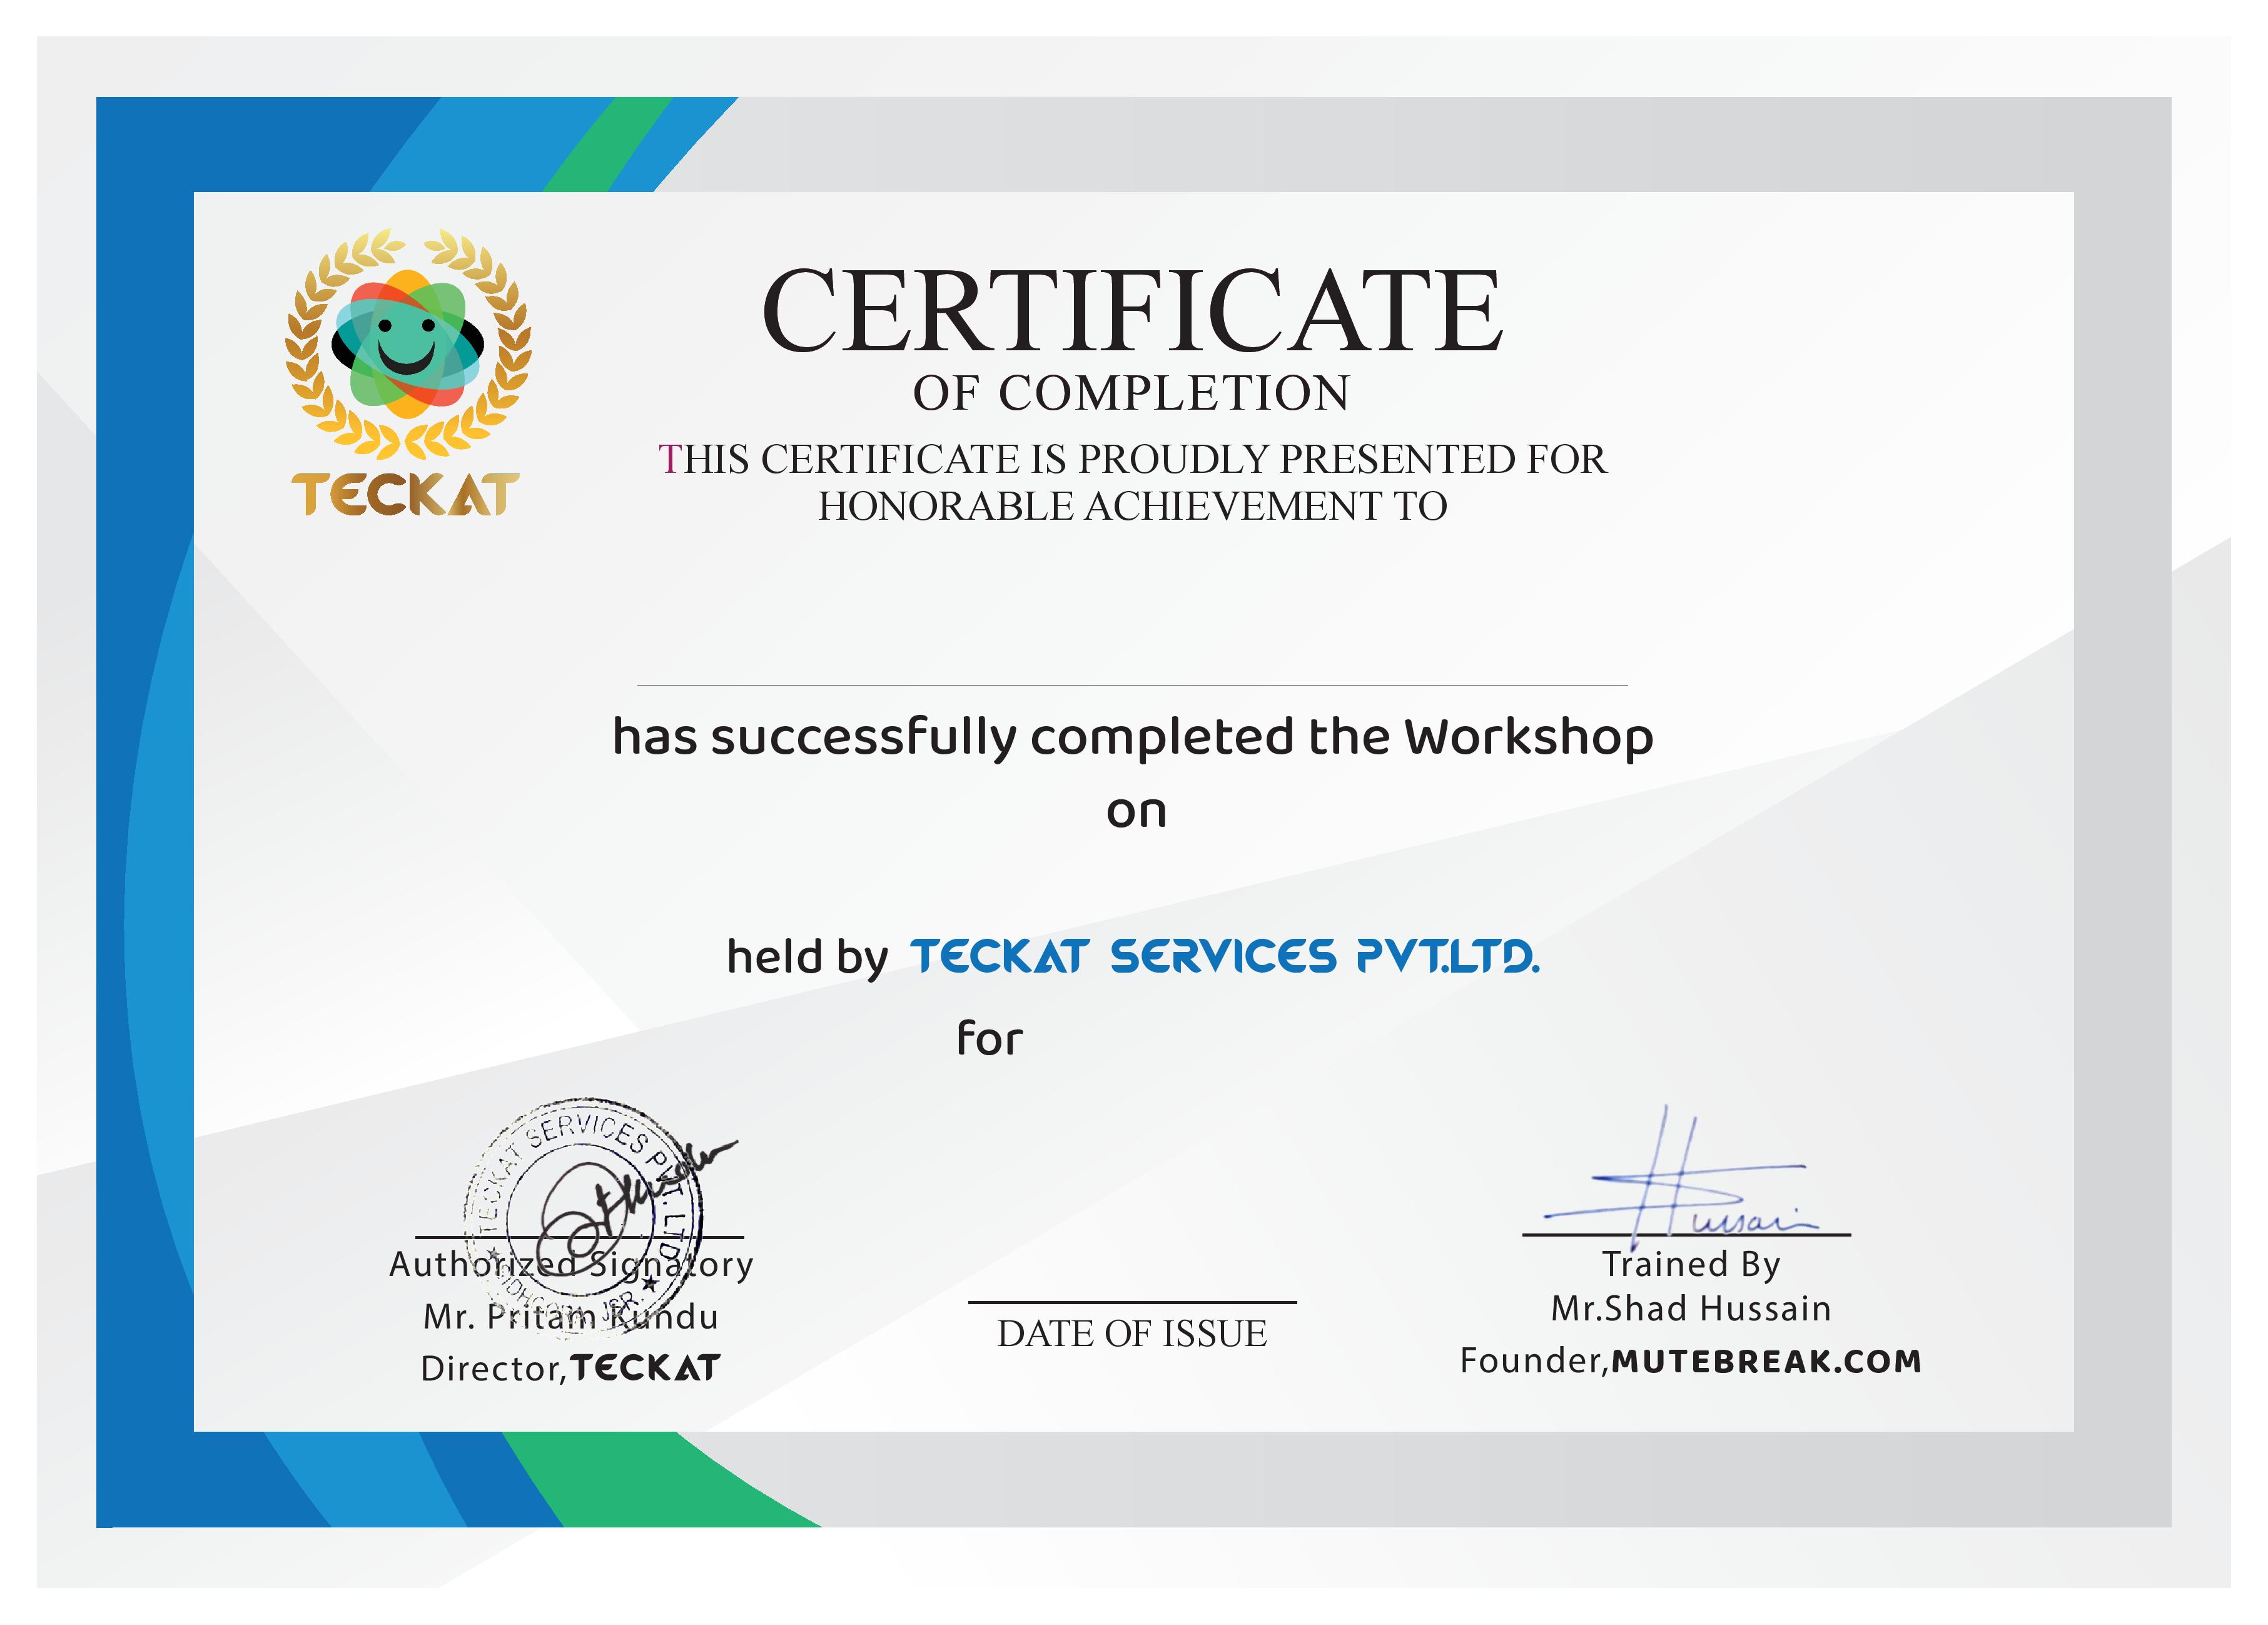 TECKAT
CERTIFICATE
OF COMPLETION
THIS CERTIFICATE IS PROUDLY PRESENTED FOR
HONORABLE ACHIEVEMENT TO
has successfully completed the Workshop
on
held by TECKAT SERVICES PVT.LTD.
for
TECKAT SERVICES PVT. LTD.
JSR.
Authorized Signatory
Mr. Pritam Kundu
Director,TECKAT
DATE OF ISSUE
Hussain
Trained By
Mr.Shad Hussain
Founder,MUTEBREAK.COM